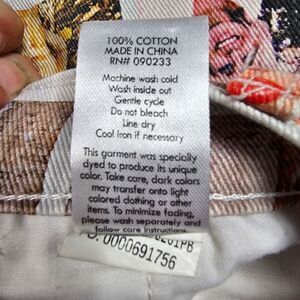 100% COTTON
MADE IN CHINA
RN# 090233
Machine wash cold
Wash inside out
Gentle cycle
Do not bleach
Line dry
Cool iron if necessary
This garment was specially
dyed to produce its unique
color. Take care, dark colors
may transfer onto light
colored clothing or other
items. To minimize fading,
please wash separately and
follow care instructions.
0000691756